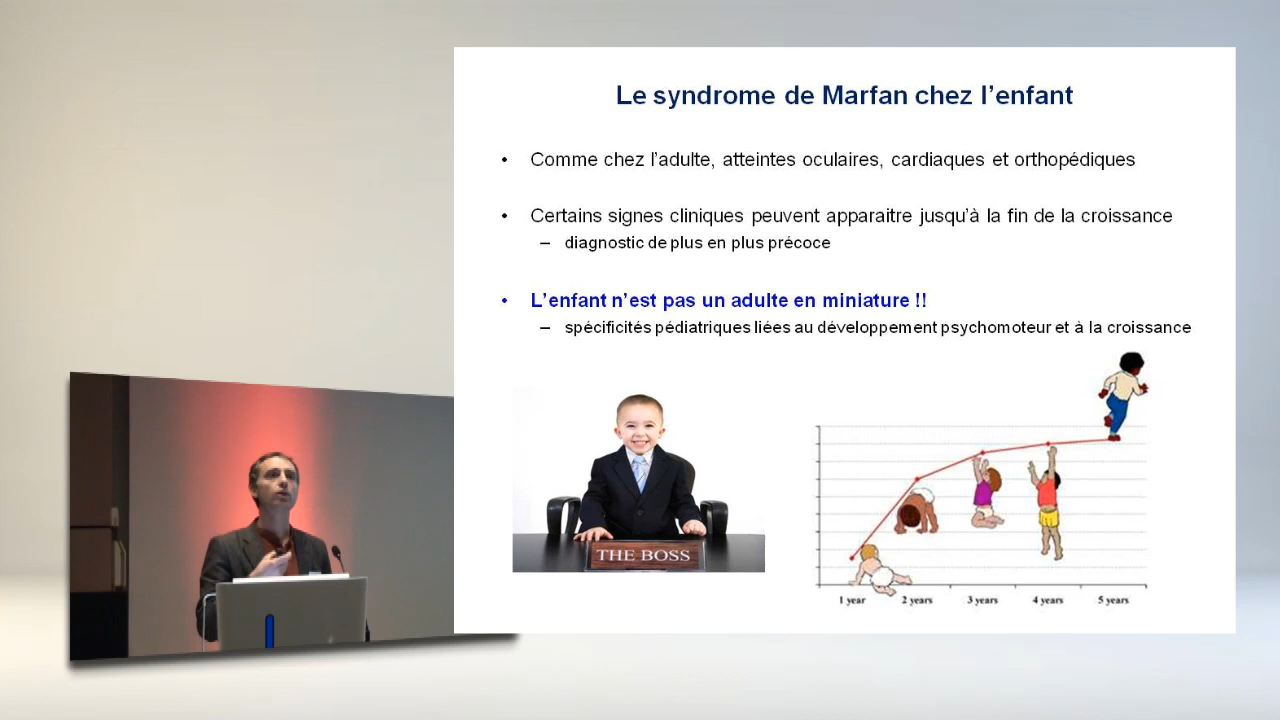 Le syndrome de Marfan chez l'enfant
• Comme chez l'adulte, atteintes oculaires, cardiaques et orthopédiques
• Certains signes cliniques peuvent apparaitre jusqu'à la fin de la croissance
– diagnostic de plus en plus précoce
• L'enfant n'est pas un adulte en miniature !!
– spécificités pédiatriques liées au développement psychomoteur et à la croissance
THE BOSS
1 year 2 years 3 years 4 years 5 years